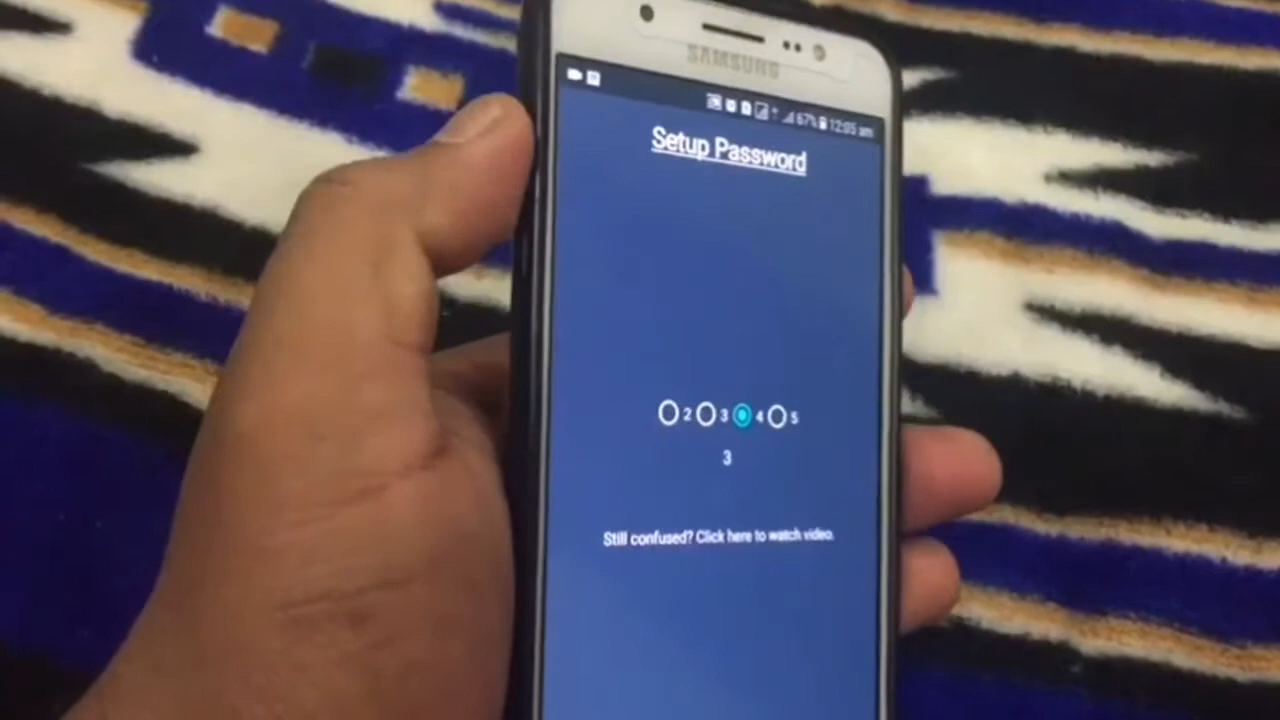 SAMSUNG
67% 12:05 am
Setup Password
2 3 4 5
3
Still confused? Click here to watch video.